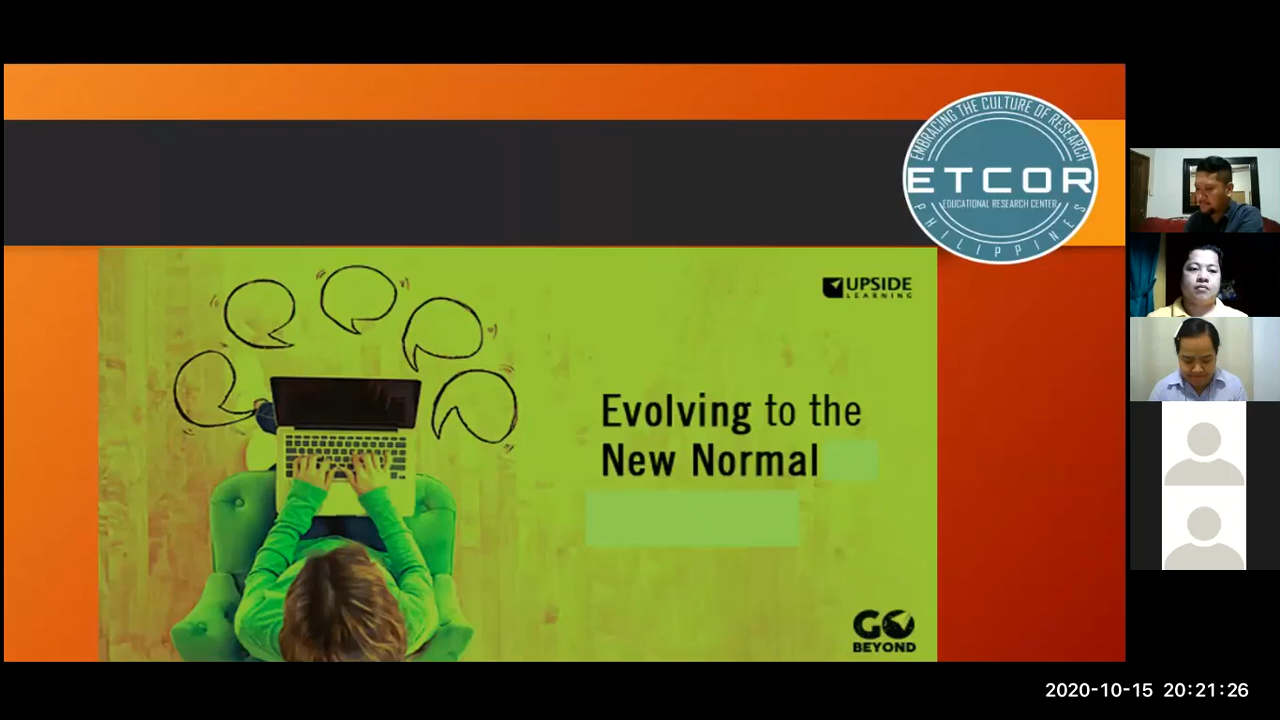 EMBRACING THE CULTURE OF RESEARCH
ETCOR
EDUCATIONAL RESEARCH CENTER
PHILIPPINES
UPSIDE
LEARNING
Evolving to the
New Normal
GO
BEYOND
2020-10-15 20:21:26